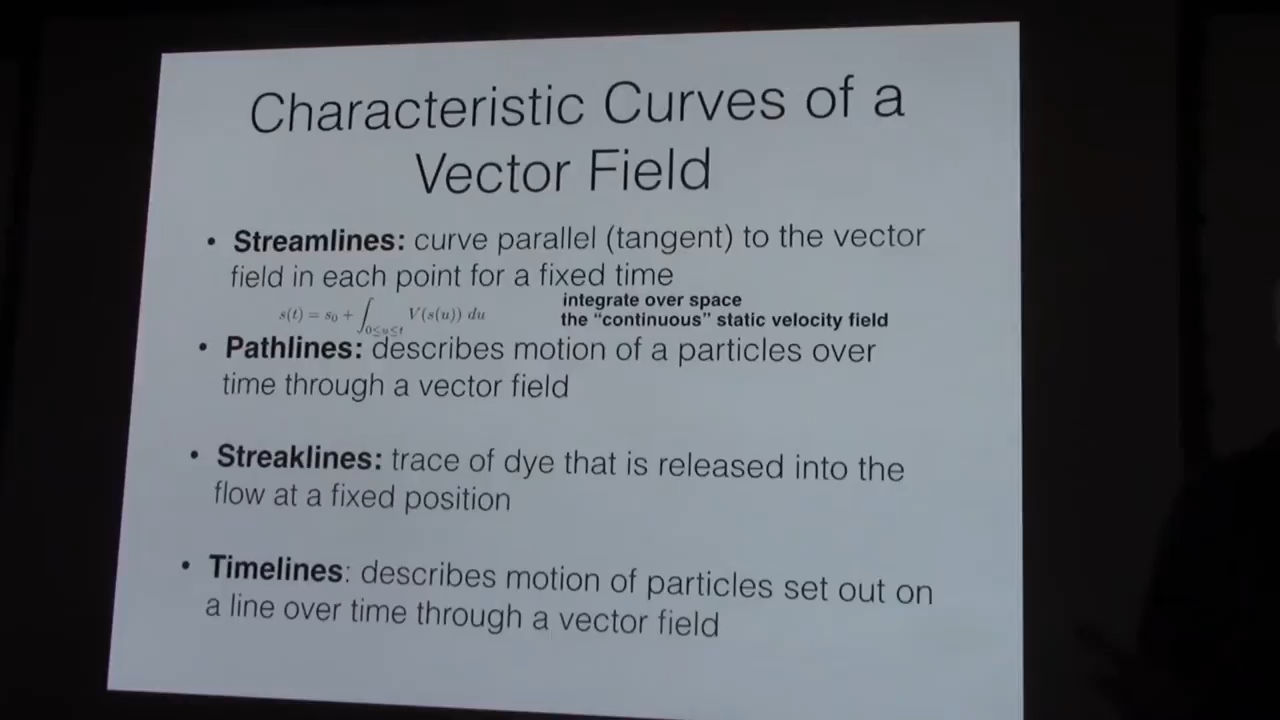 Characteristic Curves of a
Vector Field
• Streamlines: curve parallel (tangent) to the vector
field in each point for a fixed time
s(t) = s₀ + ∫₀≤u≤t V(s(u)) du
integrate over space
the “continuous” static velocity field
• Pathlines: describes motion of a particles over
time through a vector field
• Streaklines: trace of dye that is released into the
flow at a fixed position
• Timelines: describes motion of particles set out on
a line over time through a vector field